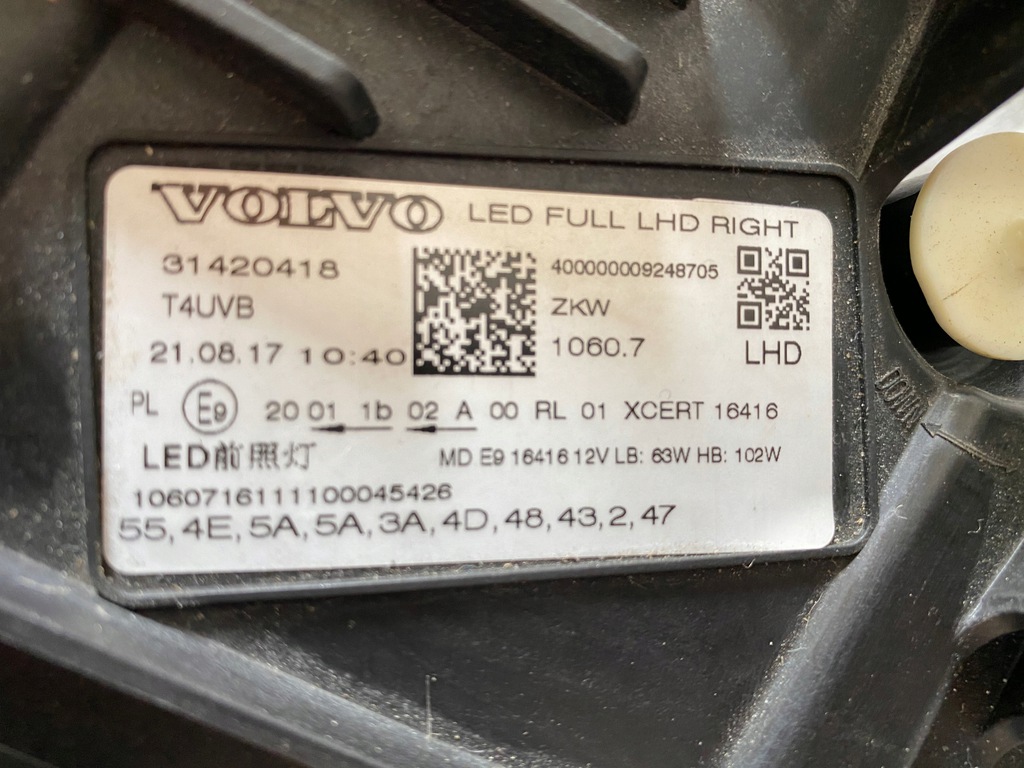 VOLVO LED FULL LHD RIGHT
31420418
T4UVB
21.08.17 10:40
400000009248705
ZKW
1060.7
LHD
PL E9 20 01 1b 02 A 00 RL 01 XCERT 16416
LED前照灯 MD E9 16416 12V LB: 63W HB: 102W
1060716111100045426
55,4E,5A,5A,3A,4D,48,43,2,47